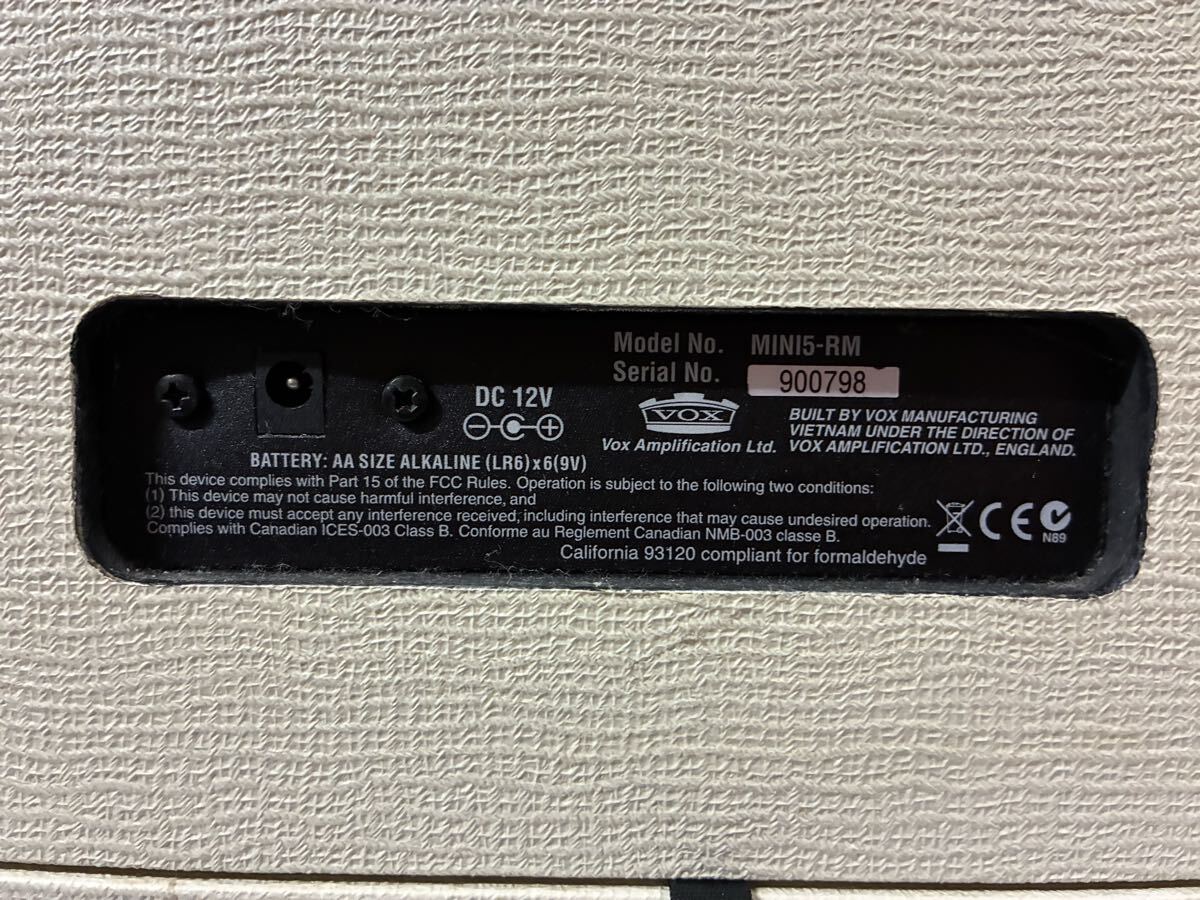 Model No. MINI5-RM
Serial No. 900798
DC 12V
VOX
Vox Amplification Ltd.
BUILT BY VOX MANUFACTURING
VIETNAM UNDER THE DIRECTION OF
VOX AMPLIFICATION LTD., ENGLAND.
BATTERY: AA SIZE ALKALINE (LR6) x 6(9V)
This device complies with Part 15 of the FCC Rules. Operation is subject to the following two conditions:
(1) This device may not cause harmful interference, and
(2) this device must accept any interference received, including interference that may cause undesired operation.
Complies with Canadian ICES-003 Class B. Conforme au Reglement Canadian NMB-003 classe B.
California 93120 compliant for formaldehyde
CE
N89